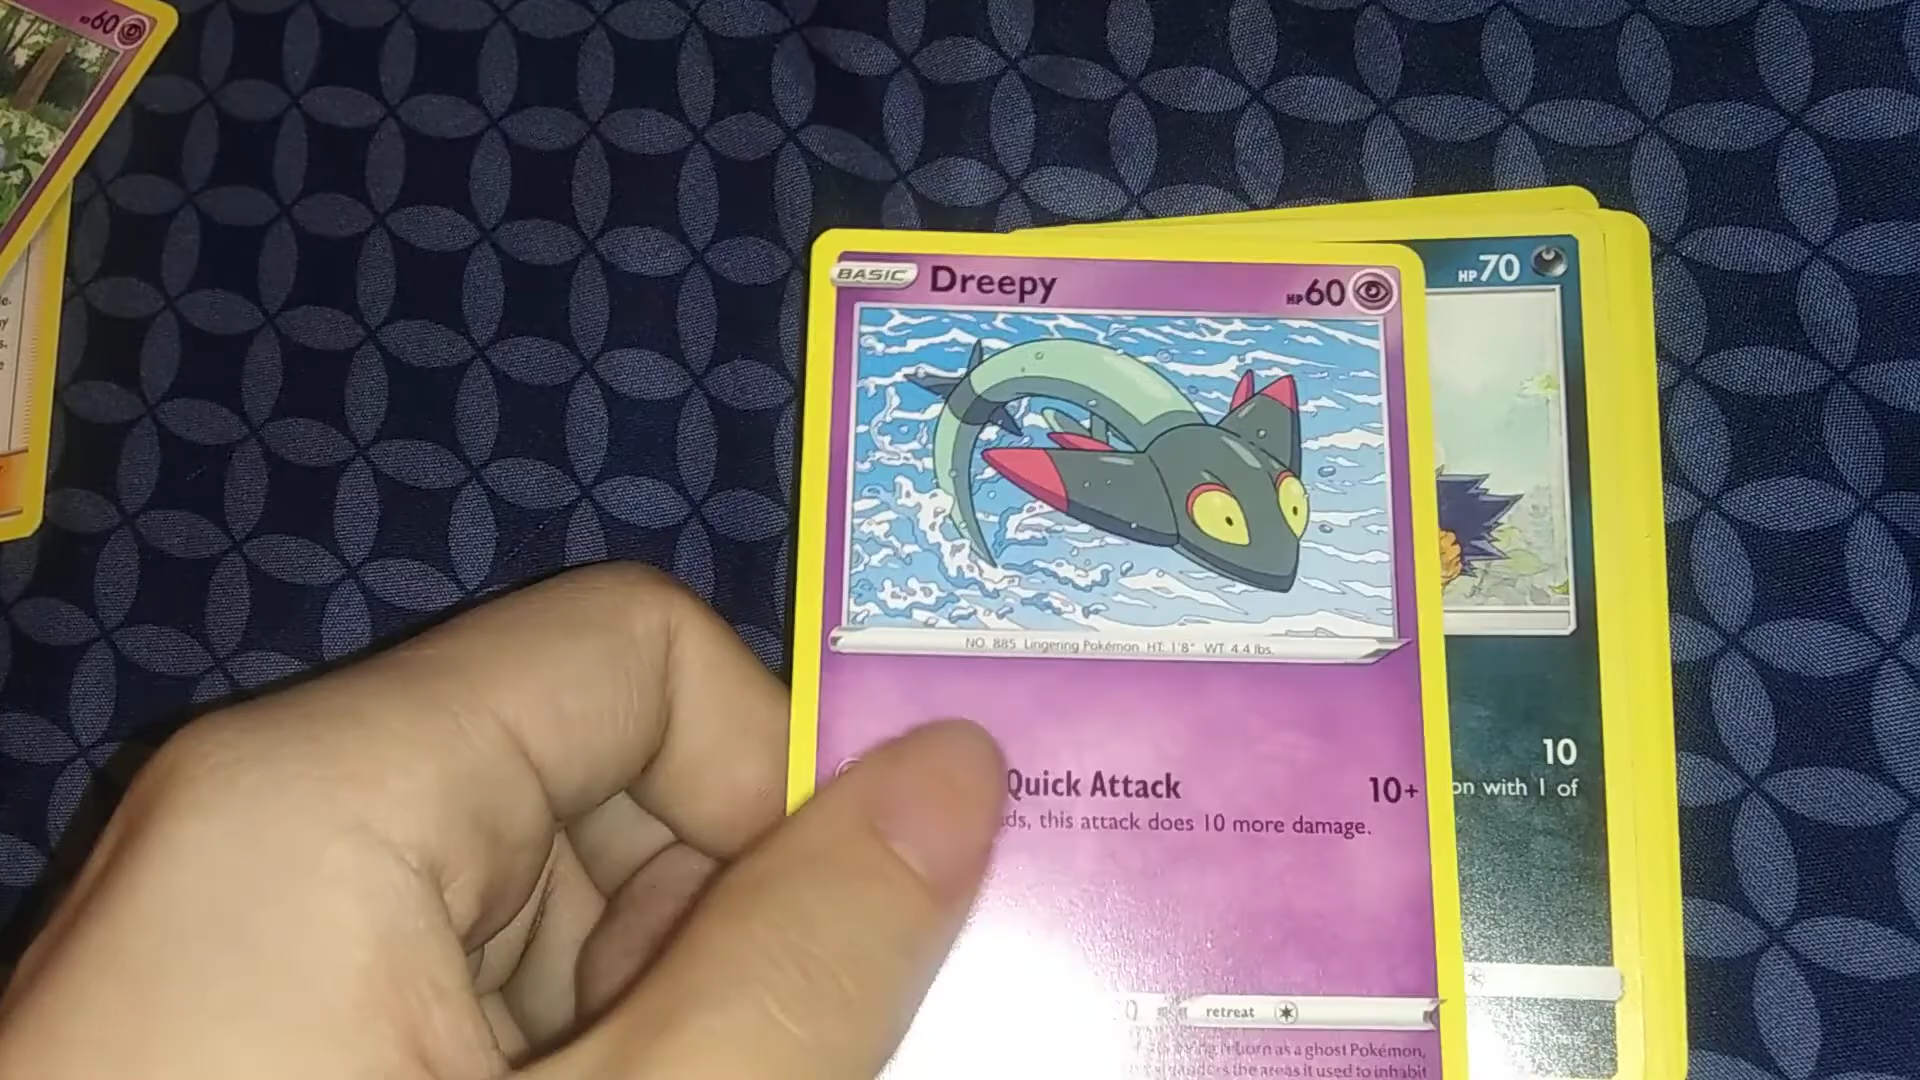 HP60
BASIC Dreepy HP60
HP70
NO. 885 Lingering Pokémon HT. 1'8" WT. 4.4 lbs.
Quick Attack 10+
ds, this attack does 10 more damage.
10
on with 1 of
retreat
reborn as a ghost Pokémon,
the areas it used to inhabit